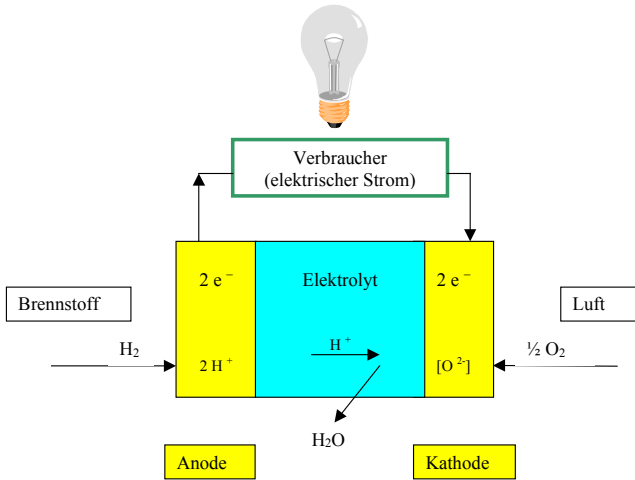 Verbraucher
(elektrischer Strom)
2 e⁻ Elektrolyt 2 e⁻
Brennstoff Luft
H₂ 2 H⁺ H⁺ [O²⁻] ½ O₂
H₂O
Anode Kathode